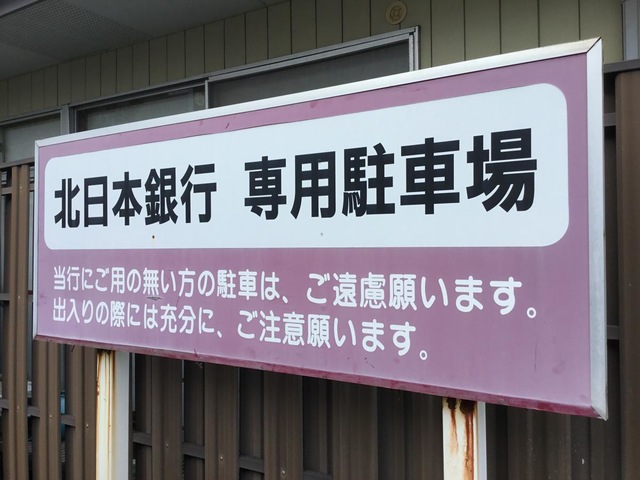 北日本銀行 専用駐車場
当行にご用の無い方の駐車は、ご遠慮願います。
出入りの際には充分に、ご注意願います。